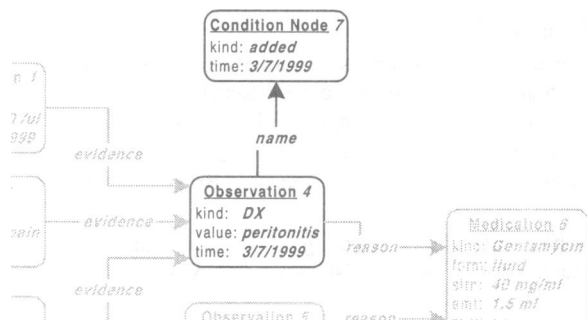 Condition Node 7
kind: added
time: 3/7/1999
name
evidence
Observation 4
kind: DX
value: peritonitis
time: 3/7/1999
evidence
reason
evidence
Medication 6
kind: Gentamycin
form: fluid
strn: 40 mg/ml
amt: 1.5 ml
Observation 5
reason